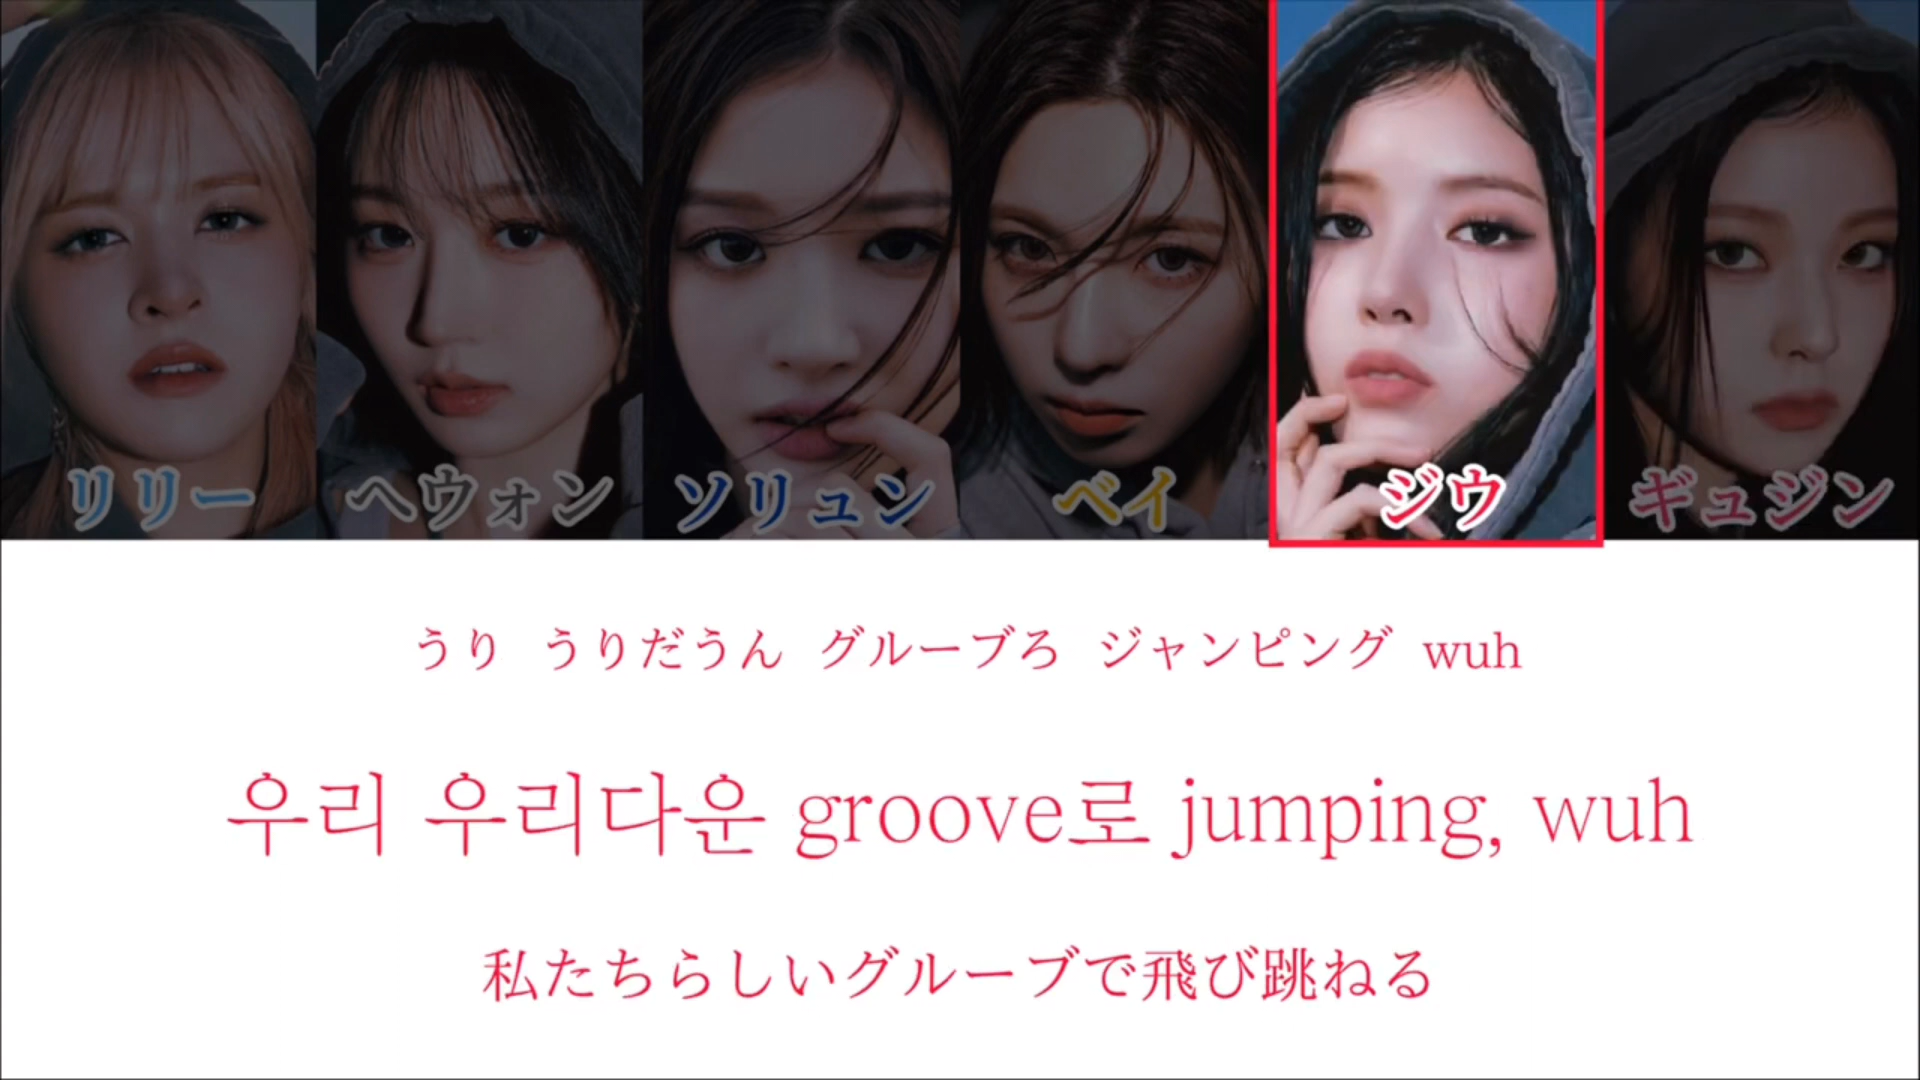 リリー ヘウォン ソリュン ベイ ジウ ギュジン
うり うりだうん グルーブろ ジャンピング wuh
우리 우리다운 groove로 jumping, wuh
私たちらしいグルーブで飛び跳ねる